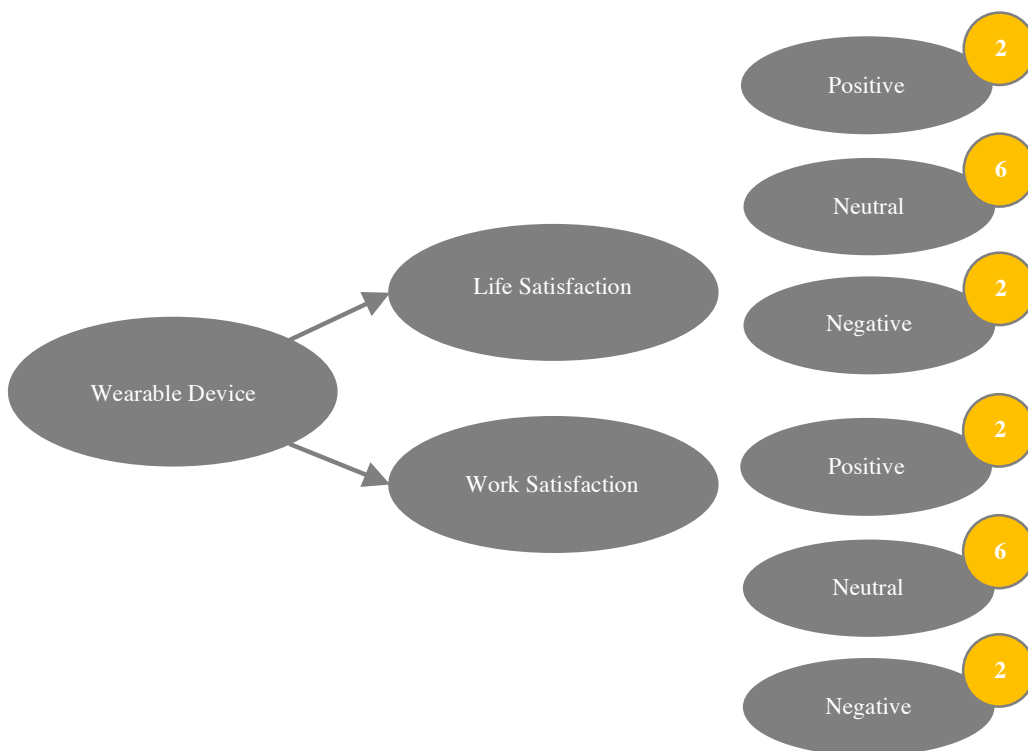 2
Positive
6
Neutral
2
Negative
Life Satisfaction
Wearable Device
Work Satisfaction
2
Positive
6
Neutral
2
Negative